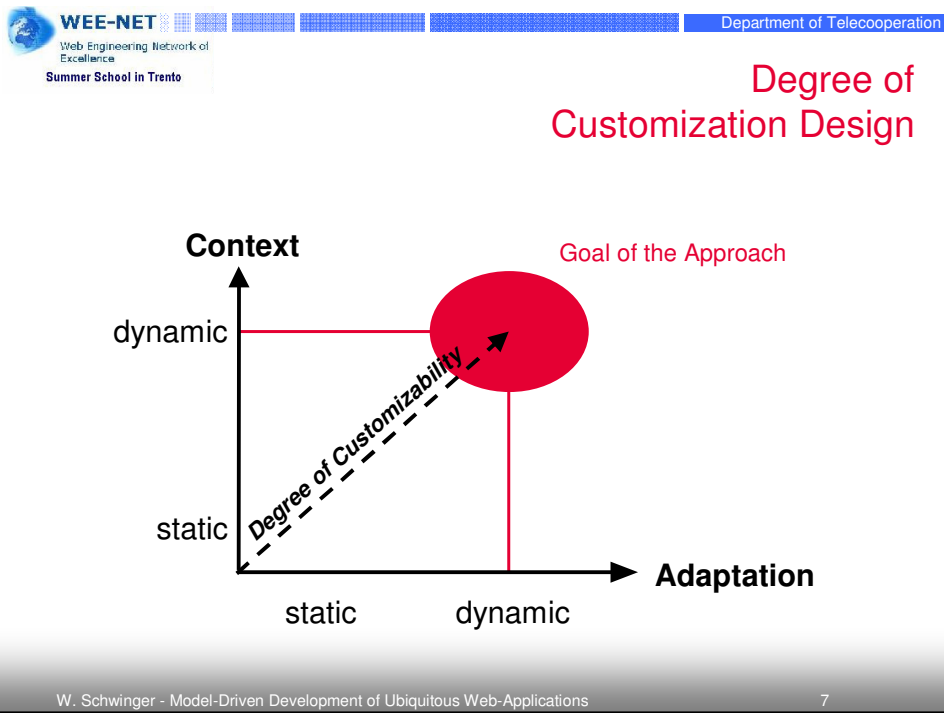 WEE-NET
Web Engineering Network of
Excellence
Summer School in Trento
Department of Telecooperation
Degree of
Customization Design
Context
Goal of the Approach
dynamic
Degree of Customizability
static
Adaptation
static dynamic
W. Schwinger - Model-Driven Development of Ubiquitous Web-Applications 7